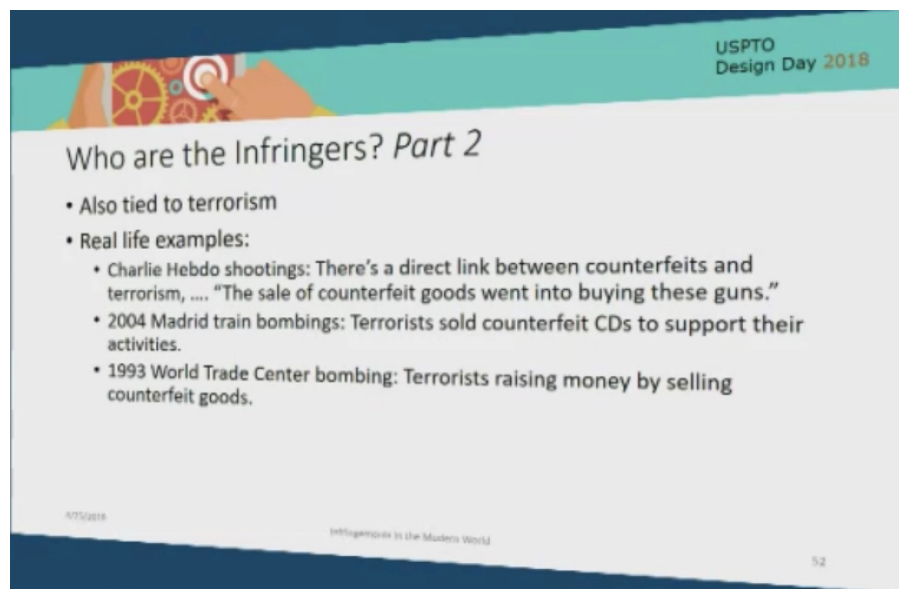 USPTO
Design Day 2018
Who are the Infringers? Part 2
• Also tied to terrorism
• Real life examples:
• Charlie Hebdo shootings: There's a direct link between counterfeits and
terrorism, .... “The sale of counterfeit goods went into buying these guns.”
• 2004 Madrid train bombings: Terrorists sold counterfeit CDs to support their
activities.
• 1993 World Trade Center bombing: Terrorists raising money by selling
counterfeit goods.
Infringements in the Modern World
52